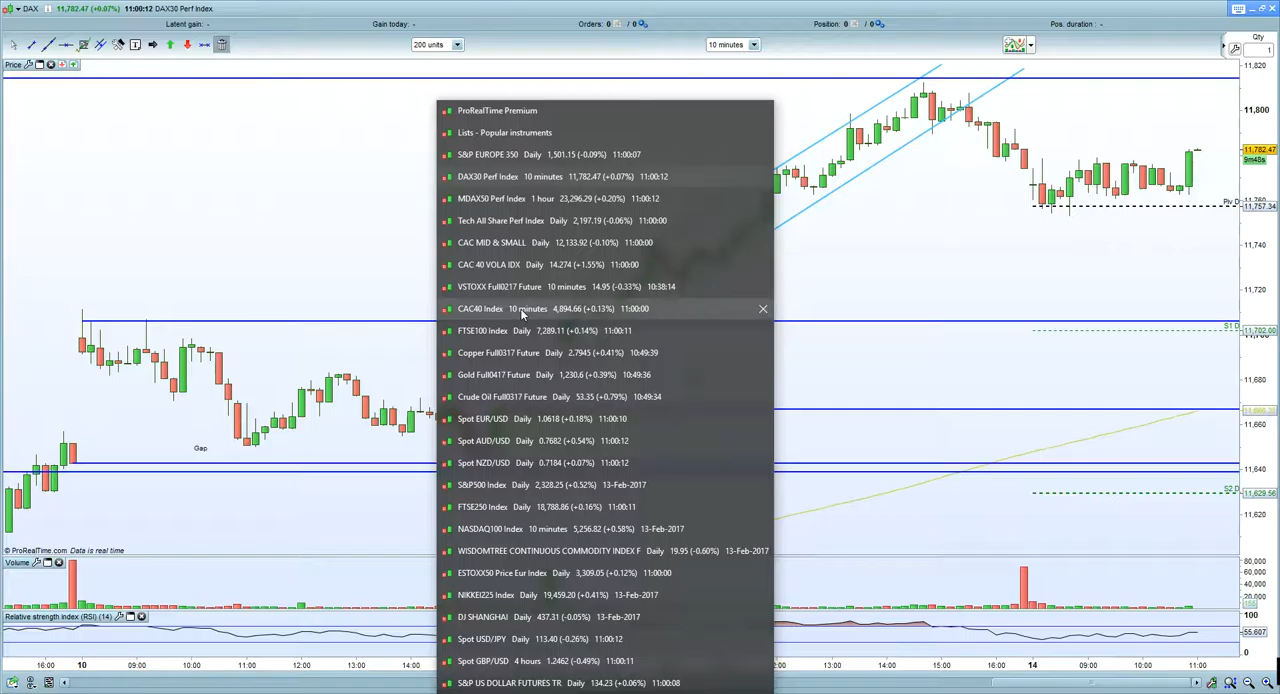 DAX 11,782.47 (+0.07%) 11:00:12 DAX30 Perf Index
Latent gain: - Gain today: - Orders: 0 / 0 Position: 0 / 0 Pos. duration : -
200 units 10 minutes Qty
1
Price
ProRealTime Premium
Lists - Popular instruments
S&P EUROPE 350 Daily 1,501.15 (-0.09%) 11:00:07
DAX30 Perf Index 10 minutes 11,782.47 (+0.07%) 11:00:12
MDAX50 Perf Index 1 hour 23,296.29 (+0.20%) 11:00:12
Tech All Share Perf Index Daily 2,197.19 (-0.06%) 11:00:00
CAC MID & SMALL Daily 12,133.92 (-0.10%) 11:00:00
CAC 40 VOLA IDX Daily 14.274 (+1.55%) 11:00:00
VSTOXX Full0217 Future 10 minutes 14.95 (-0.33%) 10:38:14
CAC40 Index 10 minutes 4,894.66 (+0.13%) 11:00:00
FTSE100 Index Daily 7,289.11 (+0.14%) 11:00:11
Copper Full0317 Future Daily 2.7945 (+0.41%) 10:49:39
Gold Full0417 Future Daily 1,230.6 (+0.39%) 10:49:36
Crude Oil Full0317 Future Daily 53.35 (+0.79%) 10:49:34
Spot EUR/USD Daily 1.0618 (+0.18%) 11:00:10
Spot AUD/USD Daily 0.7682 (+0.54%) 11:00:12
Spot NZD/USD Daily 0.7184 (+0.07%) 11:00:12
S&P500 Index Daily 2,328.25 (+0.52%) 13-Feb-2017
FTSE250 Index Daily 18,788.86 (+0.16%) 11:00:11
NASDAQ100 Index 10 minutes 5,256.82 (+0.58%) 13-Feb-2017
WISDOMTREE CONTINUOUS COMMODITY INDEX F Daily 19.95 (-0.60%) 13-Feb-2017
ESTOXX50 Price Eur Index Daily 3,309.05 (+0.12%) 11:00:00
NIKKEI225 Index Daily 19,459.20 (+0.41%) 13-Feb-2017
DJ SHANGHAI Daily 437.31 (-0.05%) 13-Feb-2017
Spot USD/JPY Daily 113.40 (-0.26%) 11:00:12
Spot GBP/USD 4 hours 1.2462 (-0.49%) 11:00:11
S&P US DOLLAR FUTURES TR Daily 134.23 (+0.06%) 11:00:08
11,820
11,800
11,782.47
9m48s
Piv D 11,757.34
11,740
11,720
S1 D 11,702.00
11,680
11,660
11,640
S2 D 11,629.56
11,620
Gap
© ProRealTime.com Data is real time
Volume
80,000
60,000
40,000
20,000
Relative strength index (RSI) (14)
100
55.607
0
16:00 10 09:00 10:00 11:00 12:00 13:00 14:00 13:00 14:00 15:00 16:00 14 09:00 10:00 11:00